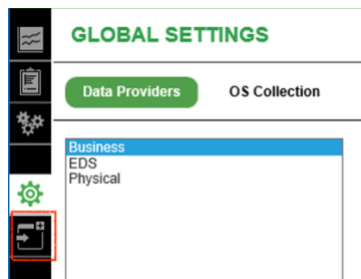 GLOBAL SETTINGS
Data Providers OS Collection
Business
EDS
Physical